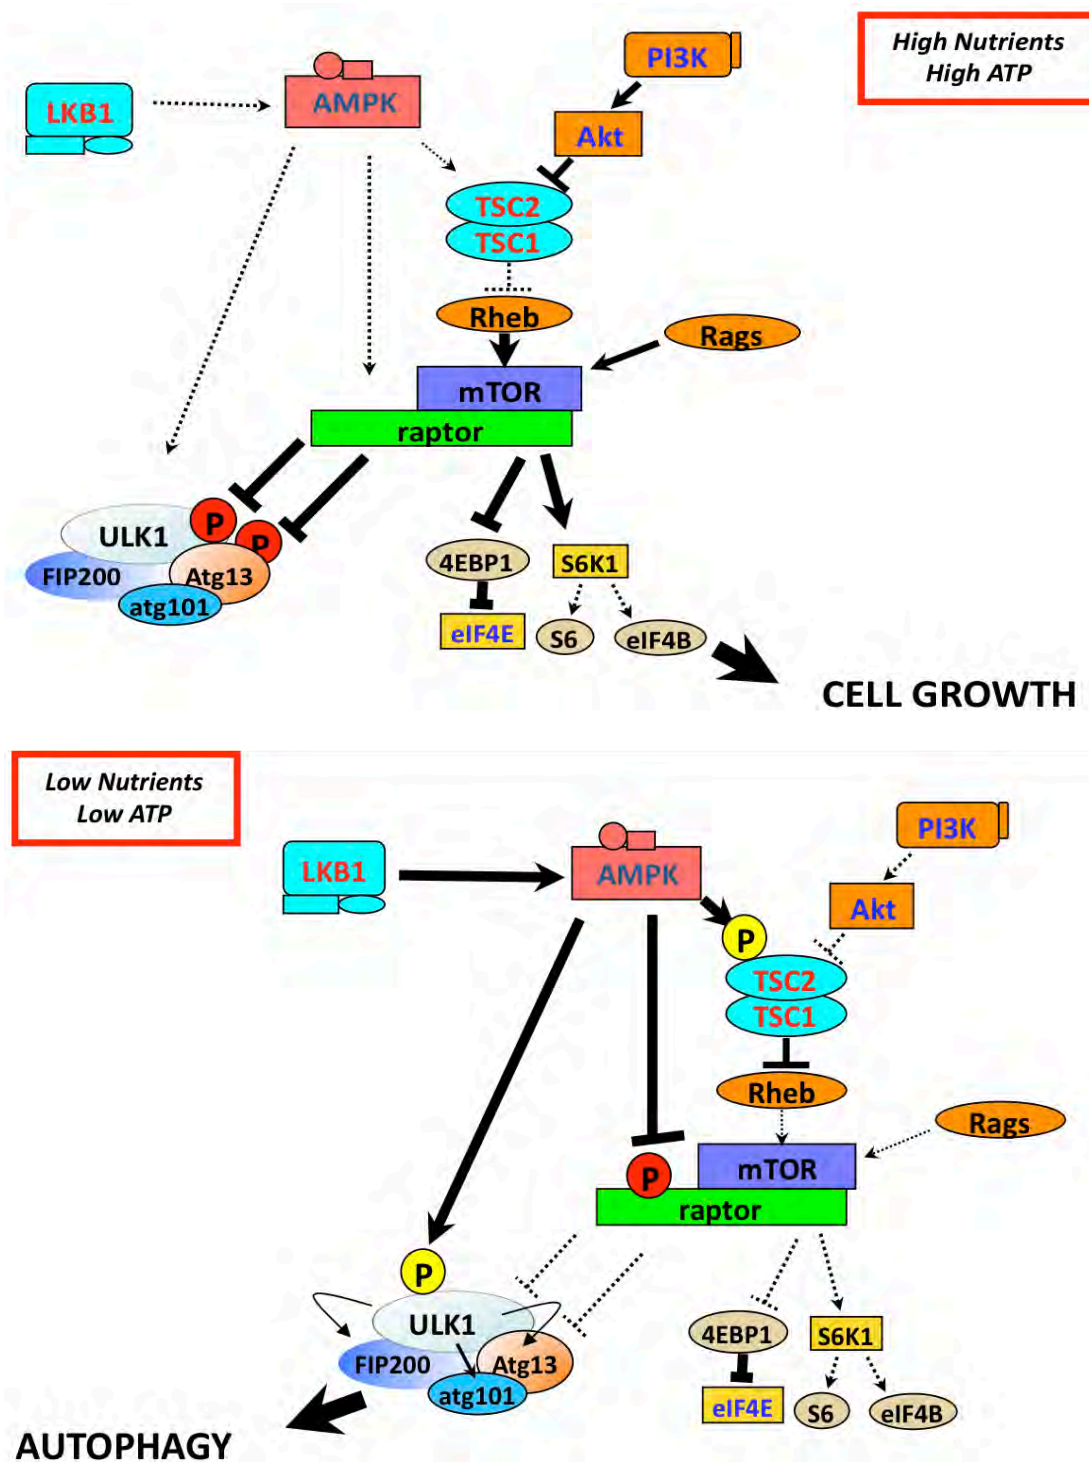 High Nutrients
High ATP
PI3K
LKB1
AMPK
Akt
TSC2
TSC1
Rheb
Rags
mTOR
raptor
P
P
ULK1
FIP200
Atg13
atg101
4EBP1
S6K1
eIF4E
S6
eIF4B
CELL GROWTH
Low Nutrients
Low ATP
PI3K
LKB1
AMPK
Akt
P
TSC2
TSC1
Rheb
Rags
mTOR
P
raptor
P
ULK1
FIP200
Atg13
atg101
4EBP1
S6K1
eIF4E
S6
eIF4B
AUTOPHAGY